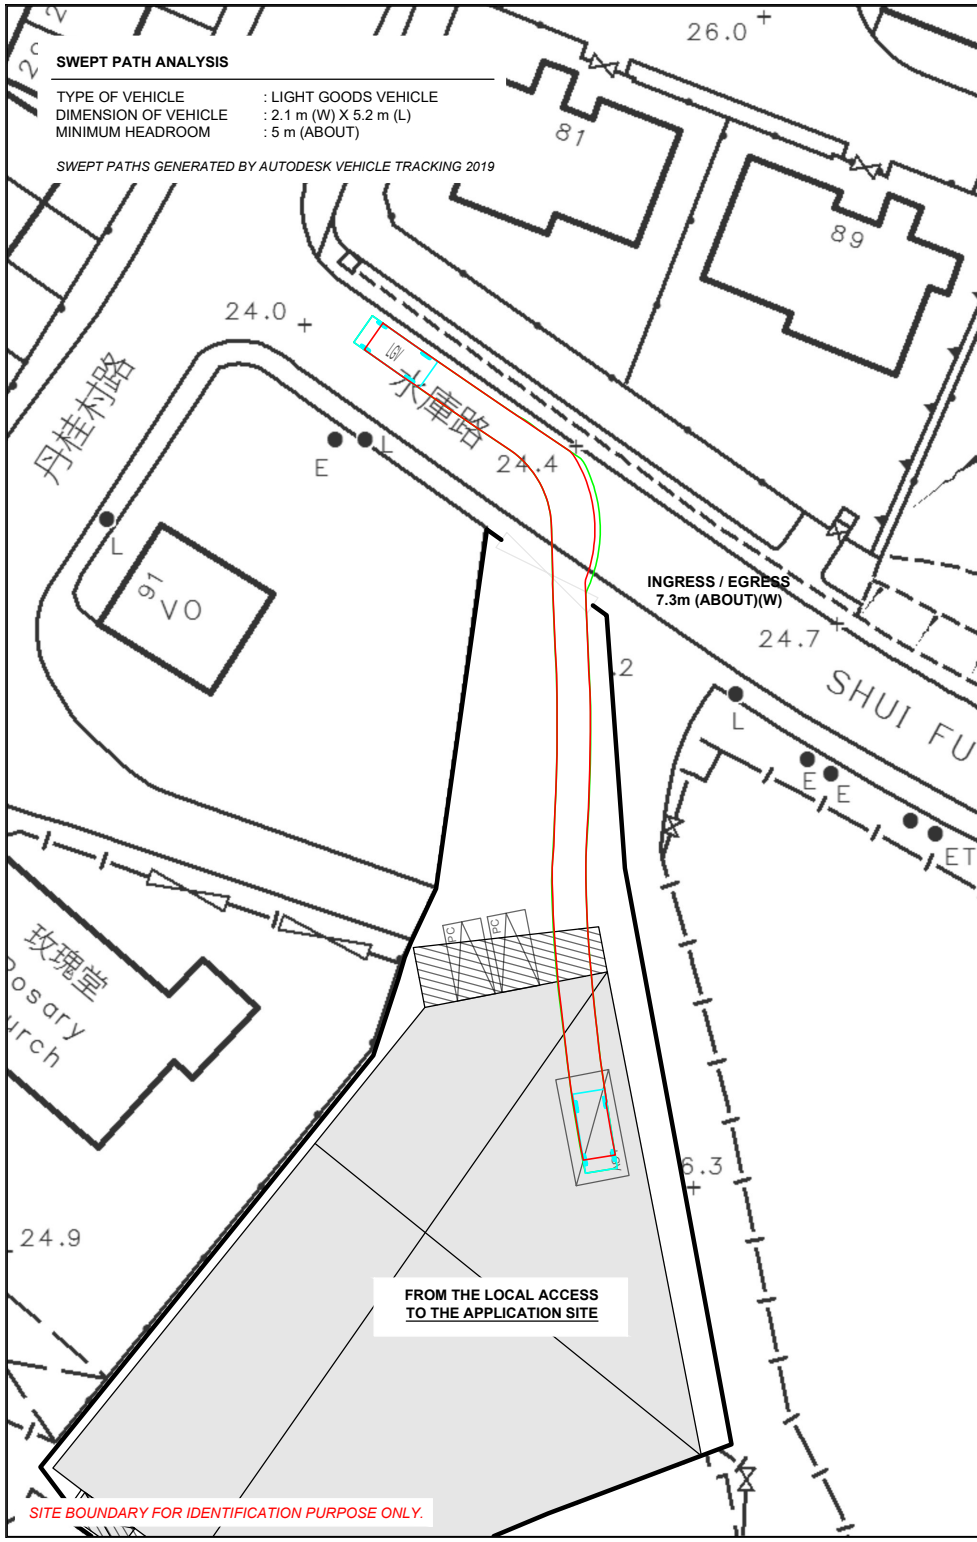 26.0
SWEPT PATH ANALYSIS
TYPE OF VEHICLE : LIGHT GOODS VEHICLE
DIMENSION OF VEHICLE : 2.1 m (W) X 5.2 m (L)
MINIMUM HEADROOM : 5 m (ABOUT)
SWEPT PATHS GENERATED BY AUTODESK VEHICLE TRACKING 2019
81
89
24.0
LGV
水庫路
丹桂村路
E
L
24.4
L
91
VO
INGRESS / EGRESS
7.3m (ABOUT)(W)
24.7
.2
SHUI FU
L
E
E
ET
PC
PC
玫瑰堂
osary
urch
6.3
24.9
FROM THE LOCAL ACCESS
TO THE APPLICATION SITE
SITE BOUNDARY FOR IDENTIFICATION PURPOSE ONLY.